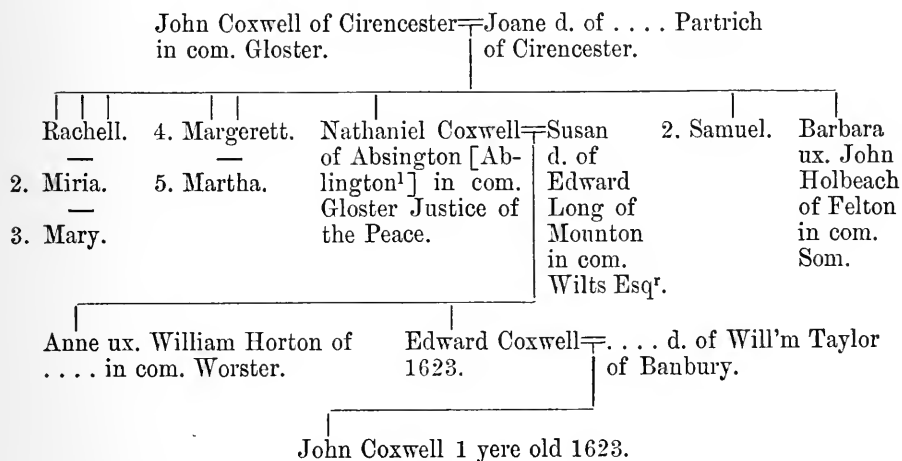 John Coxwell of Cirencester=Joane d. of . . . . Partrich
in com. Gloster. of Cirencester.
Rachell.
2. Miria.
3. Mary.
4. Margerett.
5. Martha.
Nathaniel Coxwell=Susan
of Absington [Ab-
lington¹] in com.
Gloster Justice of
the Peace.
d. of
Edward
Long of
Mounton
in com.
Wilts Esqʳ.
2. Samuel.
Barbara
ux. John
Holbeach
of Felton
in com.
Som.
Anne ux. William Horton of
. . . . in com. Worster.
Edward Coxwell=. . . . d. of Will'm Taylor
1623. of Banbury.
John Coxwell 1 yere old 1623.